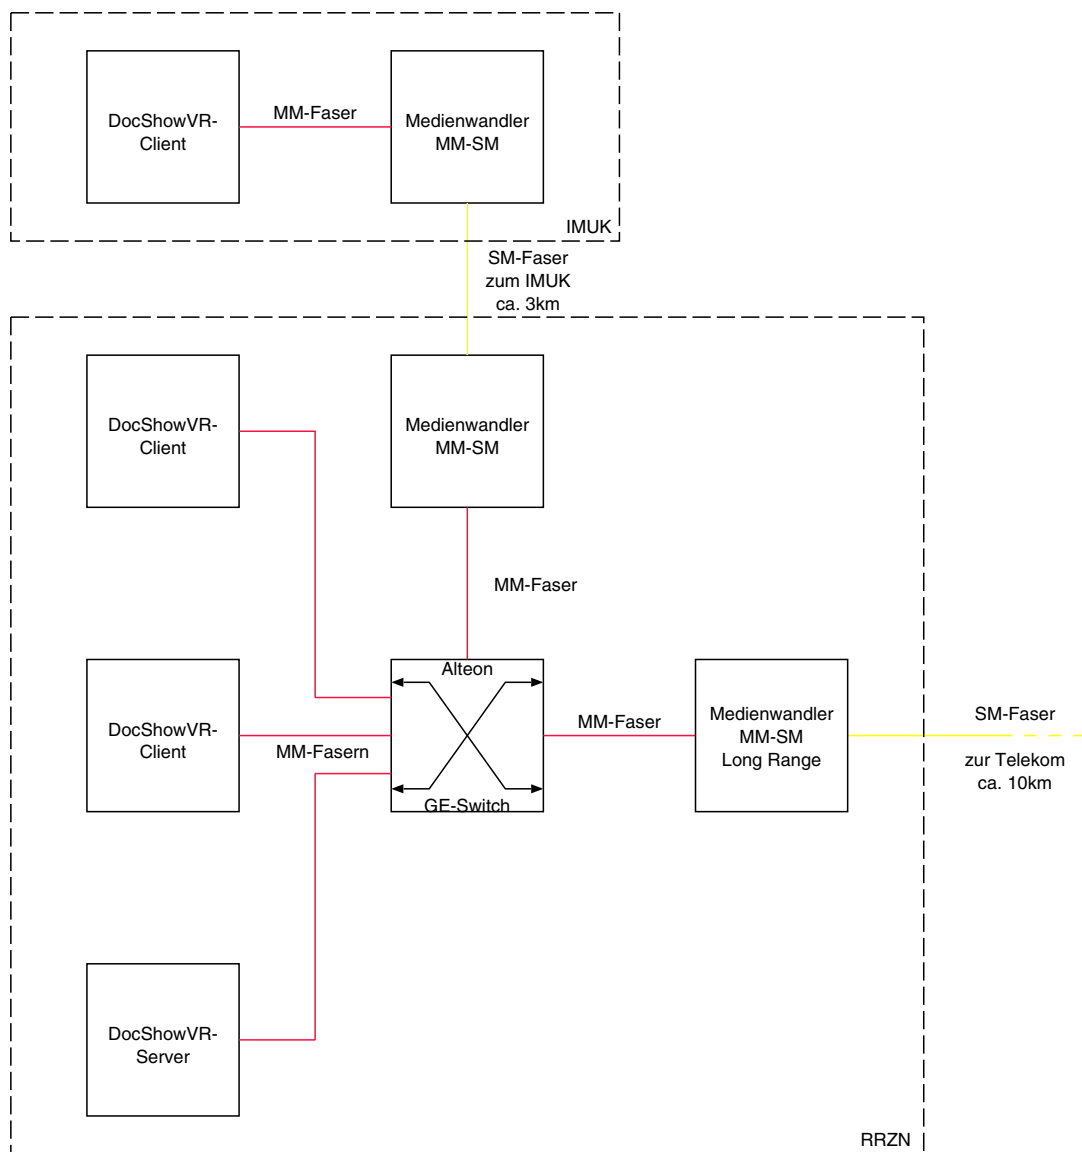 DocShowVR-
Client
MM-Faser
Medienwandler
MM-SM
IMUK
SM-Faser
zum IMUK
ca. 3km
DocShowVR-
Client
Medienwandler
MM-SM
MM-Faser
DocShowVR-
Client
MM-Fasern
Alteon
GE-Switch
MM-Faser
Medienwandler
MM-SM
Long Range
SM-Faser
zur Telekom
ca. 10km
DocShowVR-
Server
RRZN